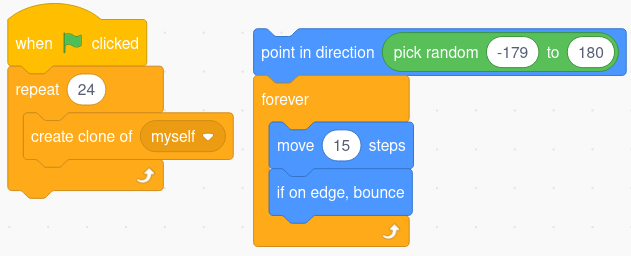 when clicked
repeat 24
create clone of myself
point in direction pick random -179 to 180
forever
move 15 steps
if on edge, bounce